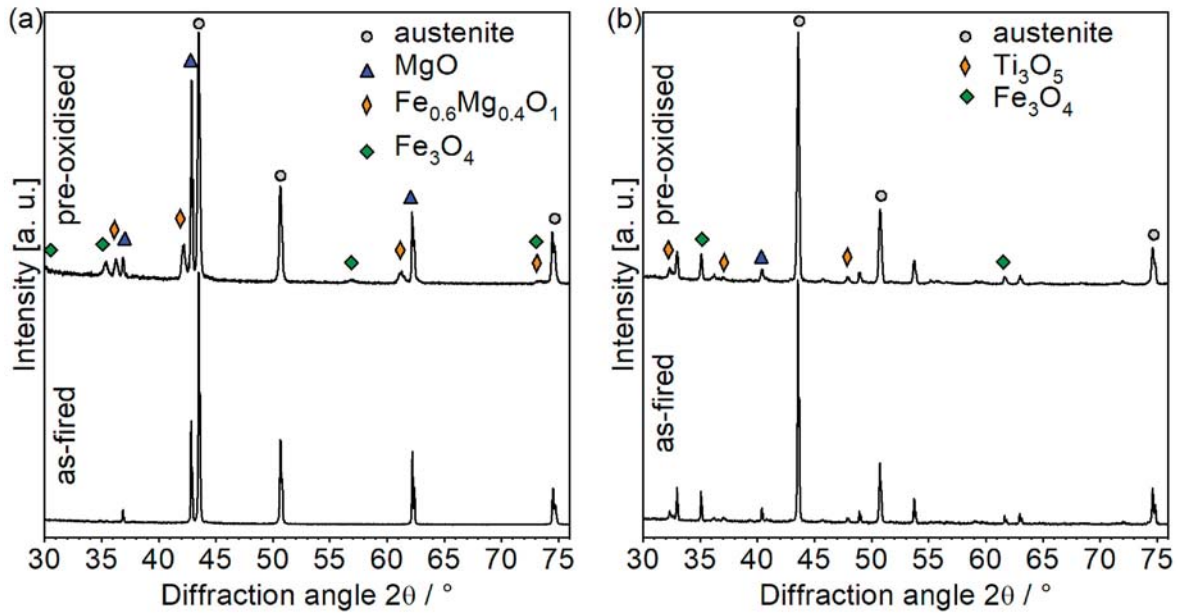 (a)
austenite
MgO
Fe0.6Mg0.4O1
Fe3O4
pre-oxidised
as-fired
Intensity [a. u.]
30 35 40 45 50 55 60 65 70 75
Diffraction angle 2θ / °
(b)
austenite
Ti3O5
Fe3O4
pre-oxidised
as-fired
Intensity [a. u.]
30 35 40 45 50 55 60 65 70 75
Diffraction angle 2θ / °